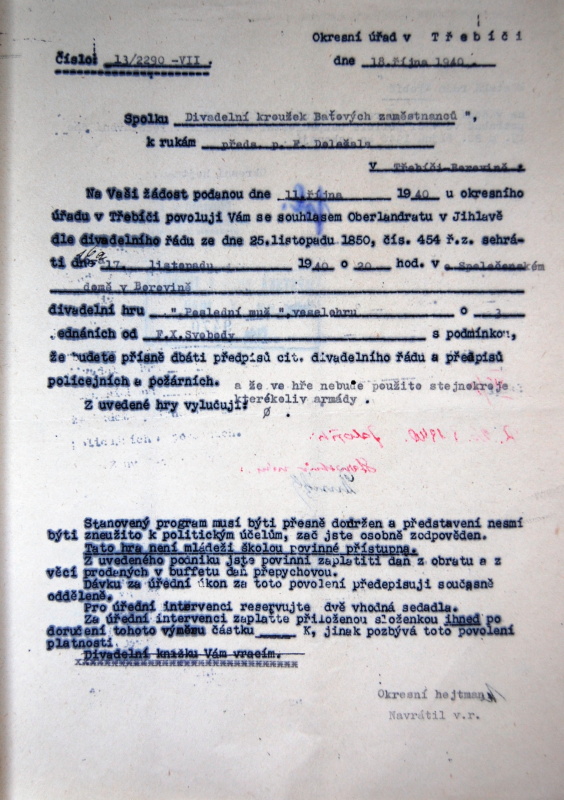 Okresní úřad v Třebíči
Číslo: 13/2290 -VII.
dne 18.října 1940.
Spolku Divadelní kroužek Baťových zaměstnanců ",
k rukám předs. p. F. Doležala
v Třebíči-Borovině.
Na Vaši žádost podanou dne 11.října 1940 u okresního
úřadu v Třebíči povoluji Vám se souhlasem Oberlandratu v Jihlavě
dle divadelního řádu ze dne 25.listopadu 1850, čís. 454 ř.z. sehrá-
ti dne 17. listopadu 1940 o 20 hod. v Společenském
domě v Borovině
divadelní hru " Poslední muž ",veselohru o 3
jednáních od F.X.Svobody s podmínkou,
že budete přísně dbáti předpisů cit. divadelního řádu a předpisů
policejních a požárních. a že ve hře nebude použito stejnokroje
kterékoliv armády .
Z uvedené hry vylučuji: Ø .
Stanovený program musí býti přesně dodržen a představení nesmí
býti zneužito k politickým účelům, zač jste osobně zodpověden.
Tato hra není mládeži školou povinné přístupna.
Z uvedeného podniku jste povinni zaplatiti daň z obratu a z
věcí prodaných v buffetu daň přepychovou.
Dávku za úřední úkon za toto povolení předepisuji současně
odděleně.
Pro úřední intervenci reservujte dvě vhodná sedadla.
Za úřední intervenci zaplaťte přiloženou složenkou ihned po
doručení tohoto výměru částku K, jinak pozbývá toto povolení
platnosti.
Divadelní knížku Vám vracím.
Okresní hejtman
Navrátil v.r.